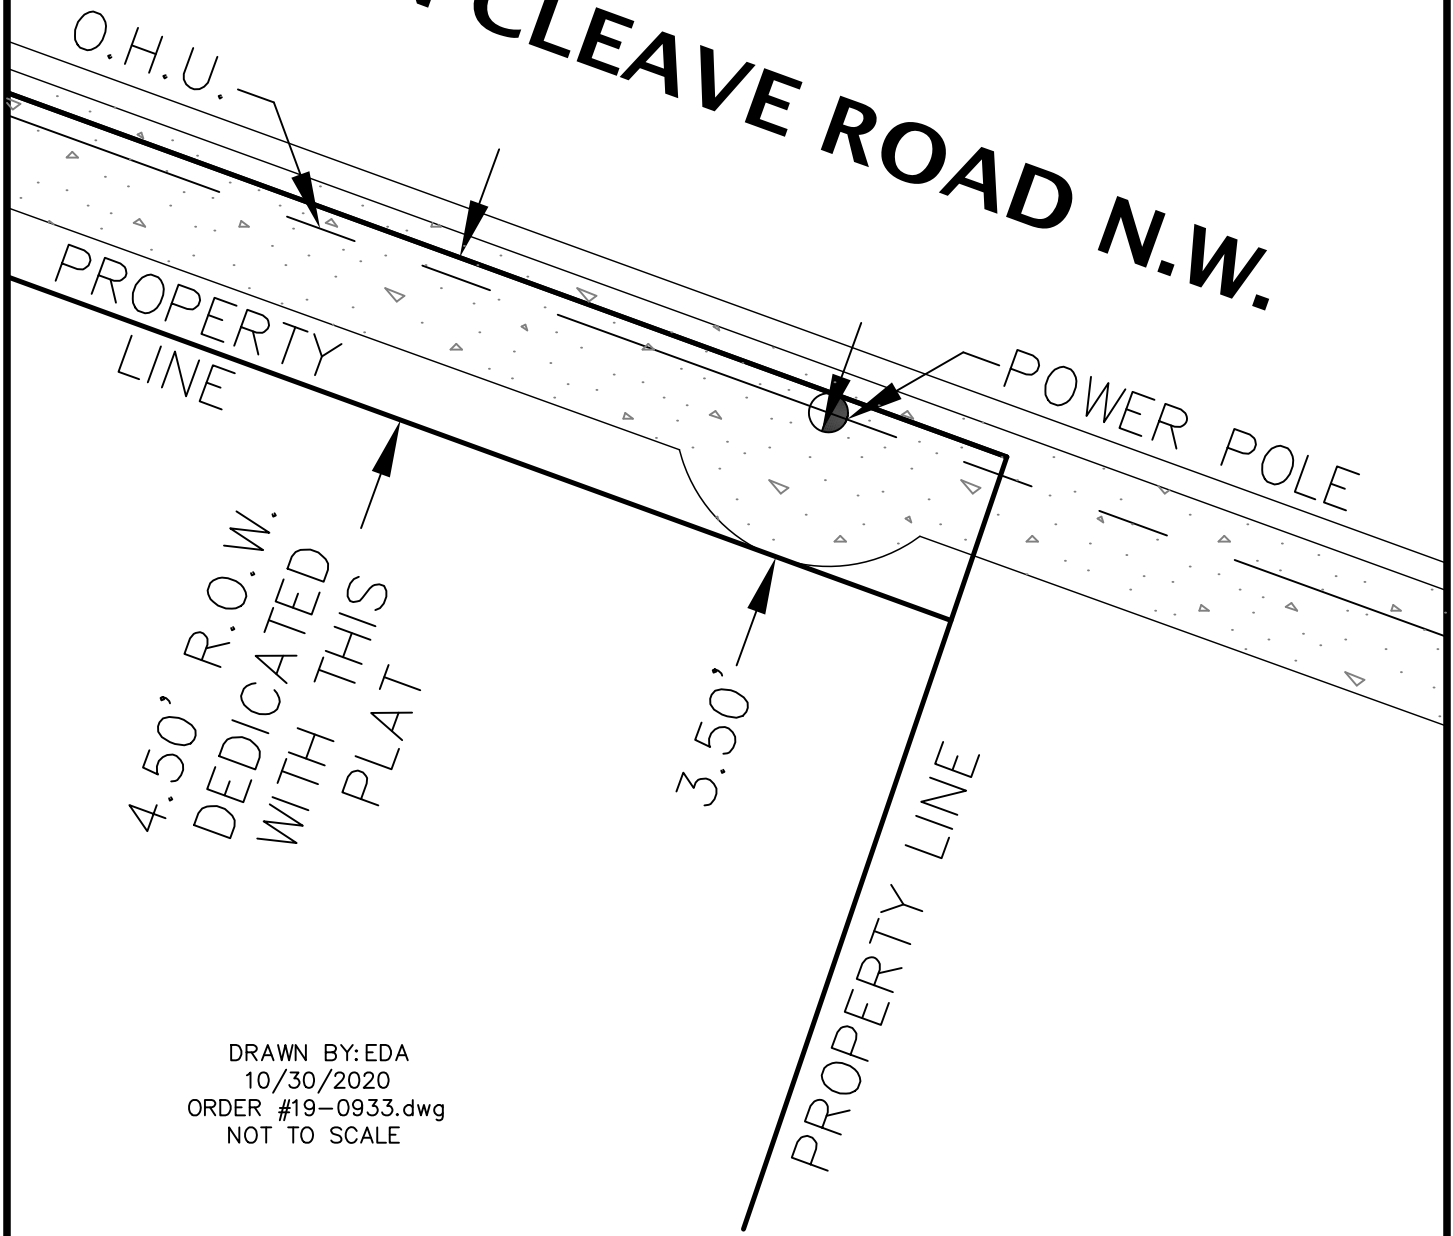 CLEAVE ROAD N.W.
O.H.U.
PROPERTY
LINE
POWER POLE
4.50' R.O.W.
DEDICATED
WITH THIS
PLAT
3.50'
PROPERTY LINE
DRAWN BY:EDA
10/30/2020
ORDER #19-0933.dwg
NOT TO SCALE